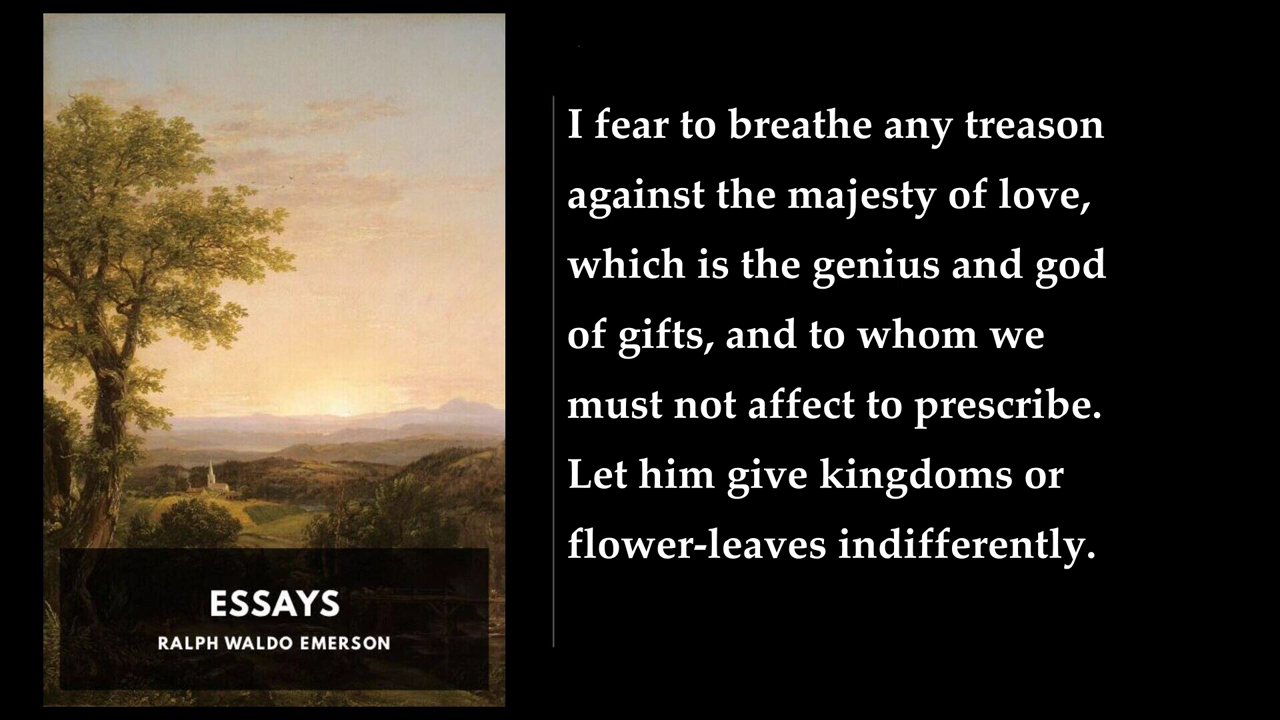 ESSAYS
RALPH WALDO EMERSON
I fear to breathe any treason
against the majesty of love,
which is the genius and god
of gifts, and to whom we
must not affect to prescribe.
Let him give kingdoms or
flower-leaves indifferently.